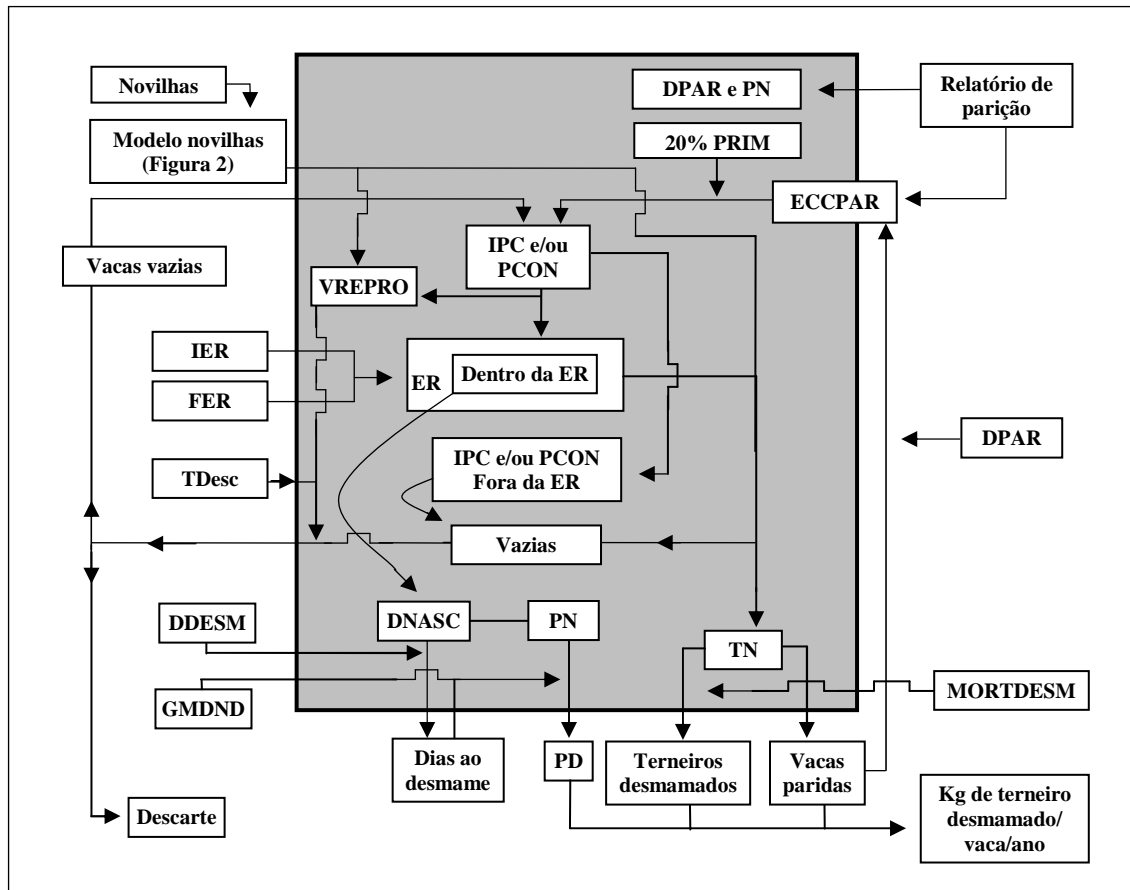 Novilhas
DPAR e PN
Relatório de
parição
Modelo novilhas
(Figura 2)
20% PRIM
ECCPAR
IPC e/ou
PCON
Vacas vazias
VREPRO
IER
ER
Dentro da ER
FER
DPAR
IPC e/ou PCON
Fora da ER
TDesc
Vazias
DDESM
DNASC
PN
TN
GMDND
MORTDESM
Dias ao
desmame
PD
Terneiros
desmamados
Vacas
paridas
Kg de terneiro
desmamado/
vaca/ano
Descarte